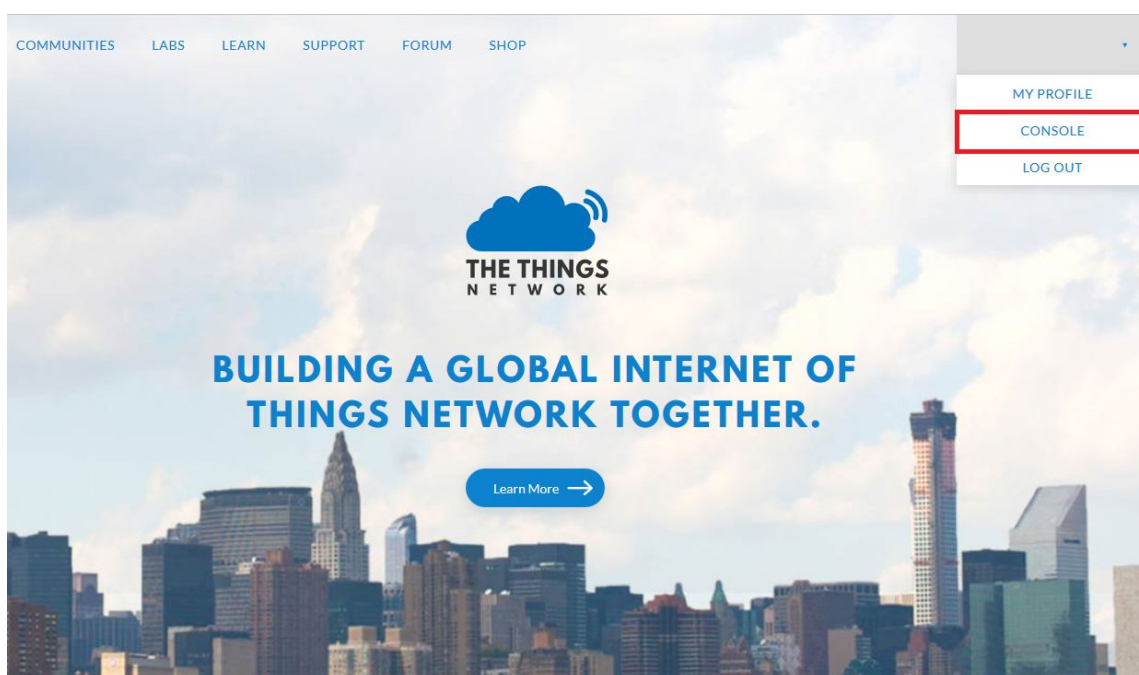 COMMUNITIES LABS LEARN SUPPORT FORUM SHOP
MY PROFILE
CONSOLE
LOG OUT
THE THINGS
NETWORK
BUILDING A GLOBAL INTERNET OF
THINGS NETWORK TOGETHER.
Learn More